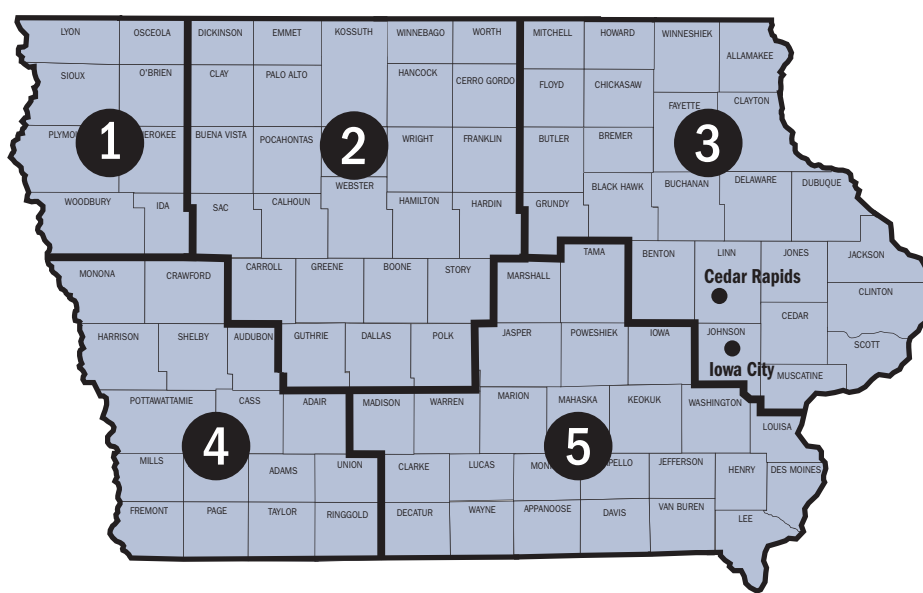 LYON
OSCEOLA
DICKINSON
EMMET
KOSSUTH
WINNEBAGO
WORTH
MITCHELL
HOWARD
WINNESHIEK
ALLAMAKEE
SIOUX
O'BRIEN
CLAY
PALO ALTO
HANCOCK
CERRO GORDO
FLOYD
CHICKASAW
FAYETTE
CLAYTON
PLYMO
1
EROKEE
BUENA VISTA
POCAHONTAS
2
WRIGHT
FRANKLIN
BUTLER
BREMER
3
WEBSTER
BLACK HAWK
BUCHANAN
DELAWARE
DUBUQUE
WOODBURY
IDA
SAC
CALHOUN
HAMILTON
HARDIN
GRUNDY
MONONA
CRAWFORD
CARROLL
GREENE
BOONE
STORY
MARSHALL
TAMA
BENTON
LINN
JONES
JACKSON
Cedar Rapids
CLINTON
CEDAR
HARRISON
SHELBY
AUDUBON
GUTHRIE
DALLAS
POLK
JASPER
POWESHIEK
IOWA
JOHNSON
SCOTT
Iowa City
MUSCATINE
POTTAWATTAMIE
CASS
ADAIR
MADISON
WARREN
MARION
MAHASKA
KEOKUK
WASHINGTON
LOUISA
4
5
MILLS
ADAMS
UNION
CLARKE
LUCAS
MON
PELLO
JEFFERSON
HENRY
DES MOINES
FREMONT
PAGE
TAYLOR
RINGGOLD
DECATUR
WAYNE
APPANOOSE
DAVIS
VAN BUREN
LEE